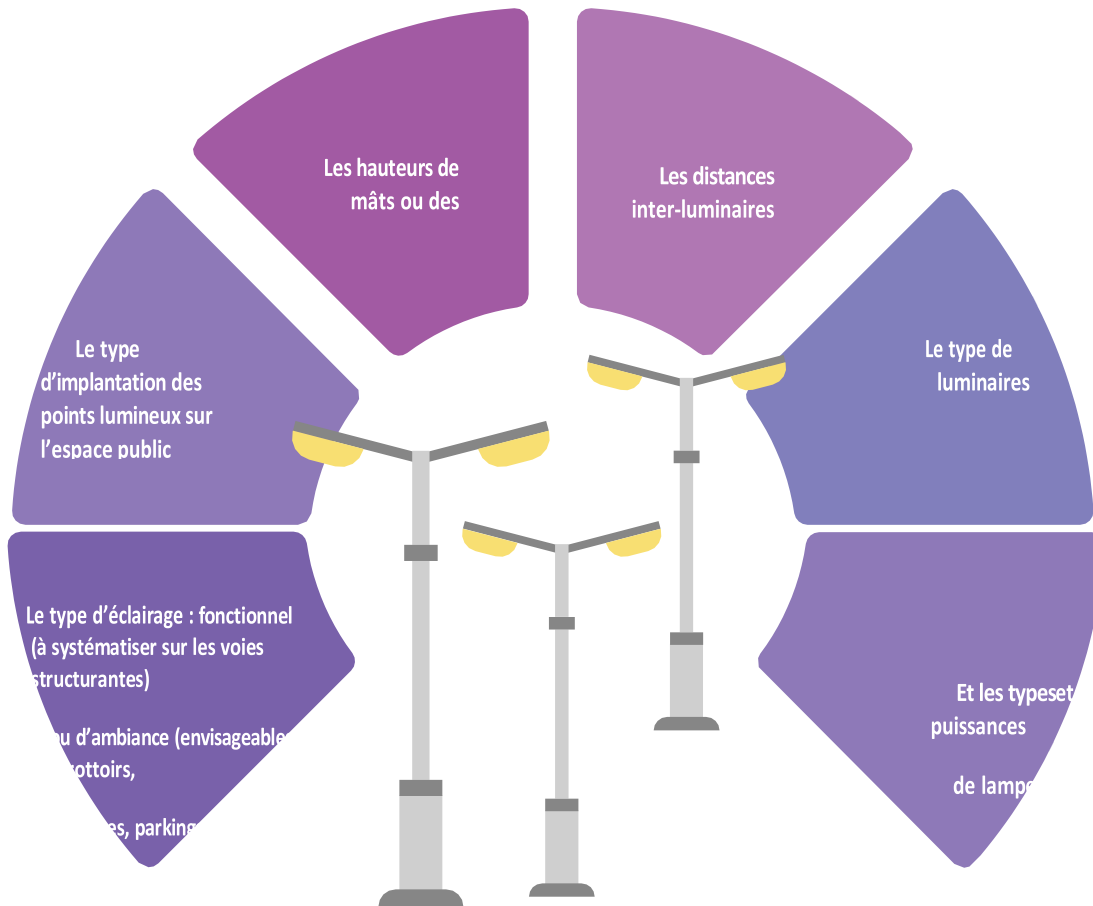 Les hauteurs de
mâts ou des
Les distances
inter-luminaires
Le type
d’implantation des
points lumineux sur
l’espace public
Le type de
luminaires
Le type d’éclairage : fonctionnel
(à systématiser sur les voies
structurantes)
ou d’ambiance (envisageable
parking
Et les typeset
puissances
de